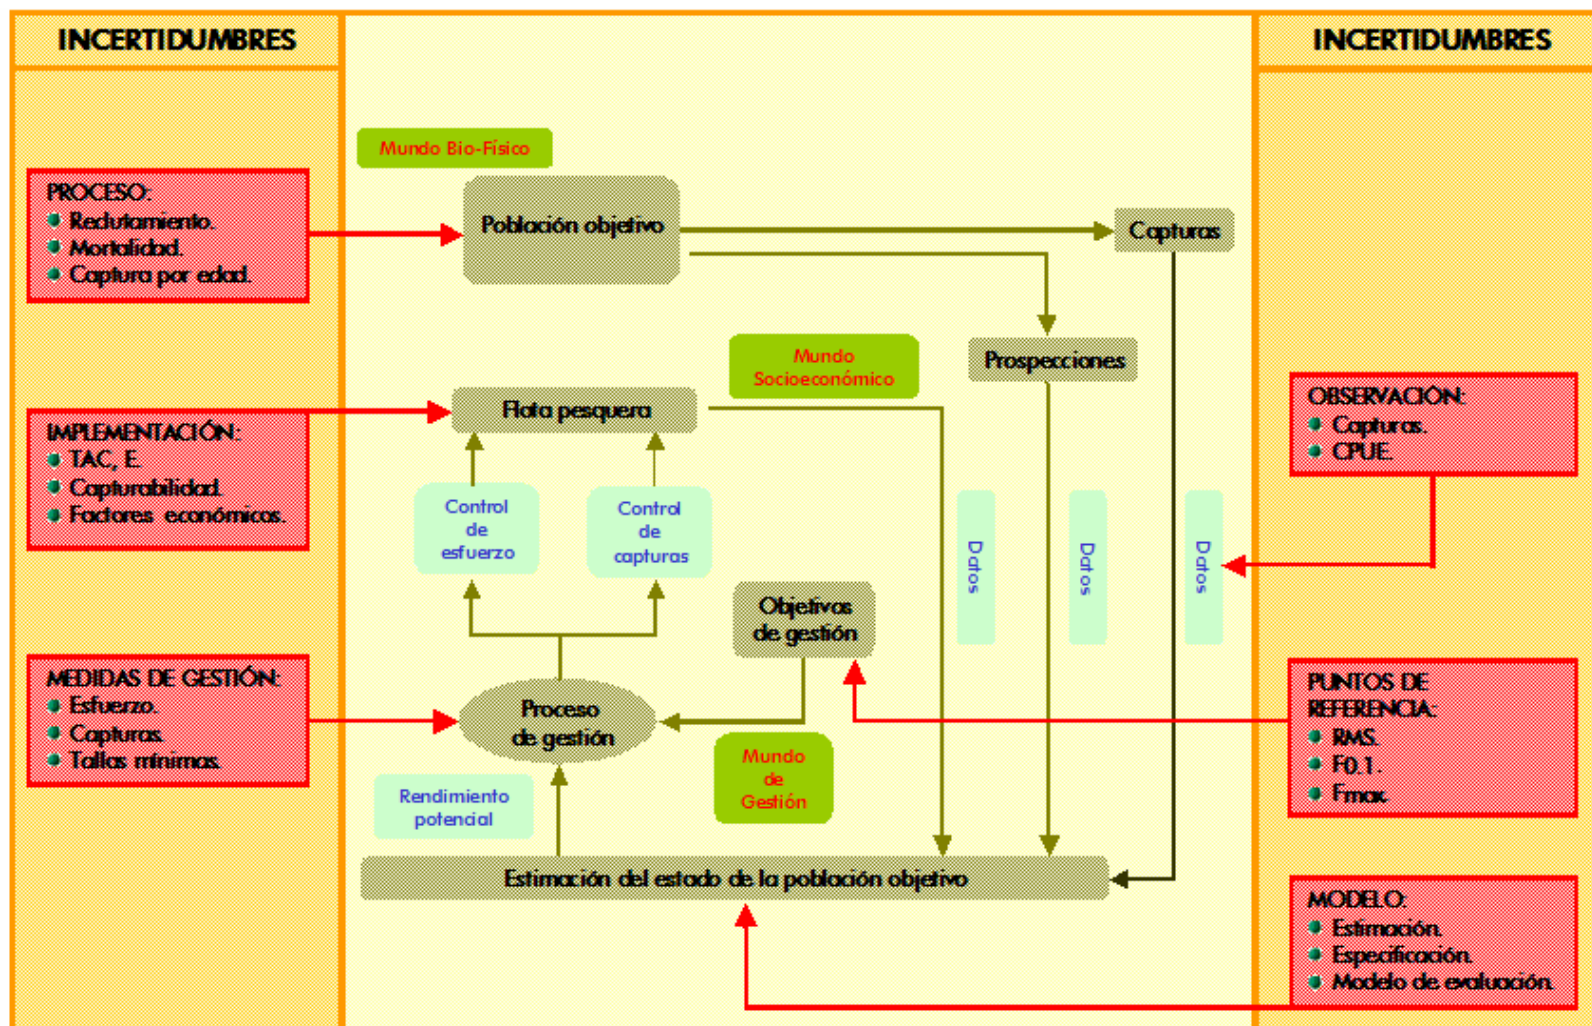 INCERTIDUMBRES
PROCESO:
Reclutamiento.
Mortalidad.
Captura por edad.
IMPLEMENTACIÓN:
TAC, E.
Capturabilidad.
Factores económicos.
MEDIDAS DE GESTIÓN:
Esfuerzo.
Capturas.
Tallas mínimas.
Mundo Bio-Físico
Población objetivo
Capturas
Prospecciones
Mundo
Socioeconómico
Flota pesquera
Control
de
esfuerzo
Control
de
capturas
Datos
Datos
Datos
Objetivos
de gestión
Proceso
de gestión
Mundo
de
Gestión
Rendimiento
potencial
Estimación del estado de la población objetivo
INCERTIDUMBRES
OBSERVACIÓN:
Capturas.
CPUE.
PUNTOS DE
REFERENCIA:
RMS.
F0.1.
Fmax.
MODELO:
Estimación.
Especificación.
Modelo de evaluación.